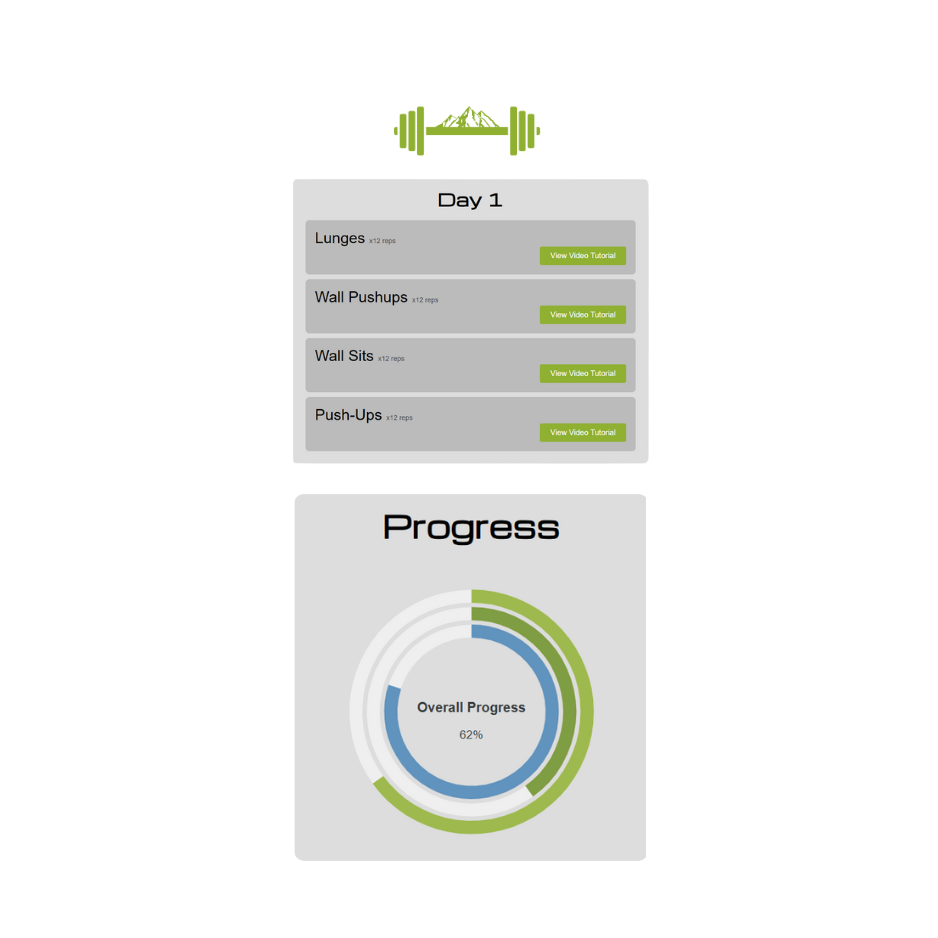 Day 1
Lunges x12 reps
View Video Tutorial
Wall Pushups x12 reps
View Video Tutorial
Wall Sits x12 reps
View Video Tutorial
Push-Ups x12 reps
View Video Tutorial
Progress
Overall Progress
62%